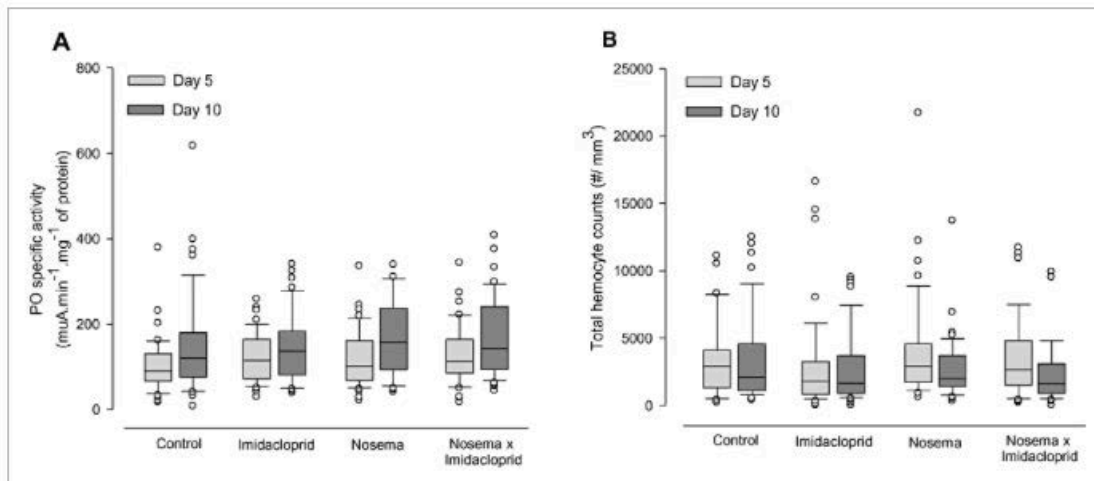 A
Day 5
Day 10
PO specific activity
(muA.min⁻¹.mg⁻¹ of protein)
800
600
400
200
0
Control
Imidacloprid
Nosema
Nosema x
Imidacloprid
B
Day 5
Day 10
Total hemocyte counts (#/ mm³)
25000
20000
15000
10000
5000
0
Control
Imidacloprid
Nosema
Nosema x
Imidacloprid